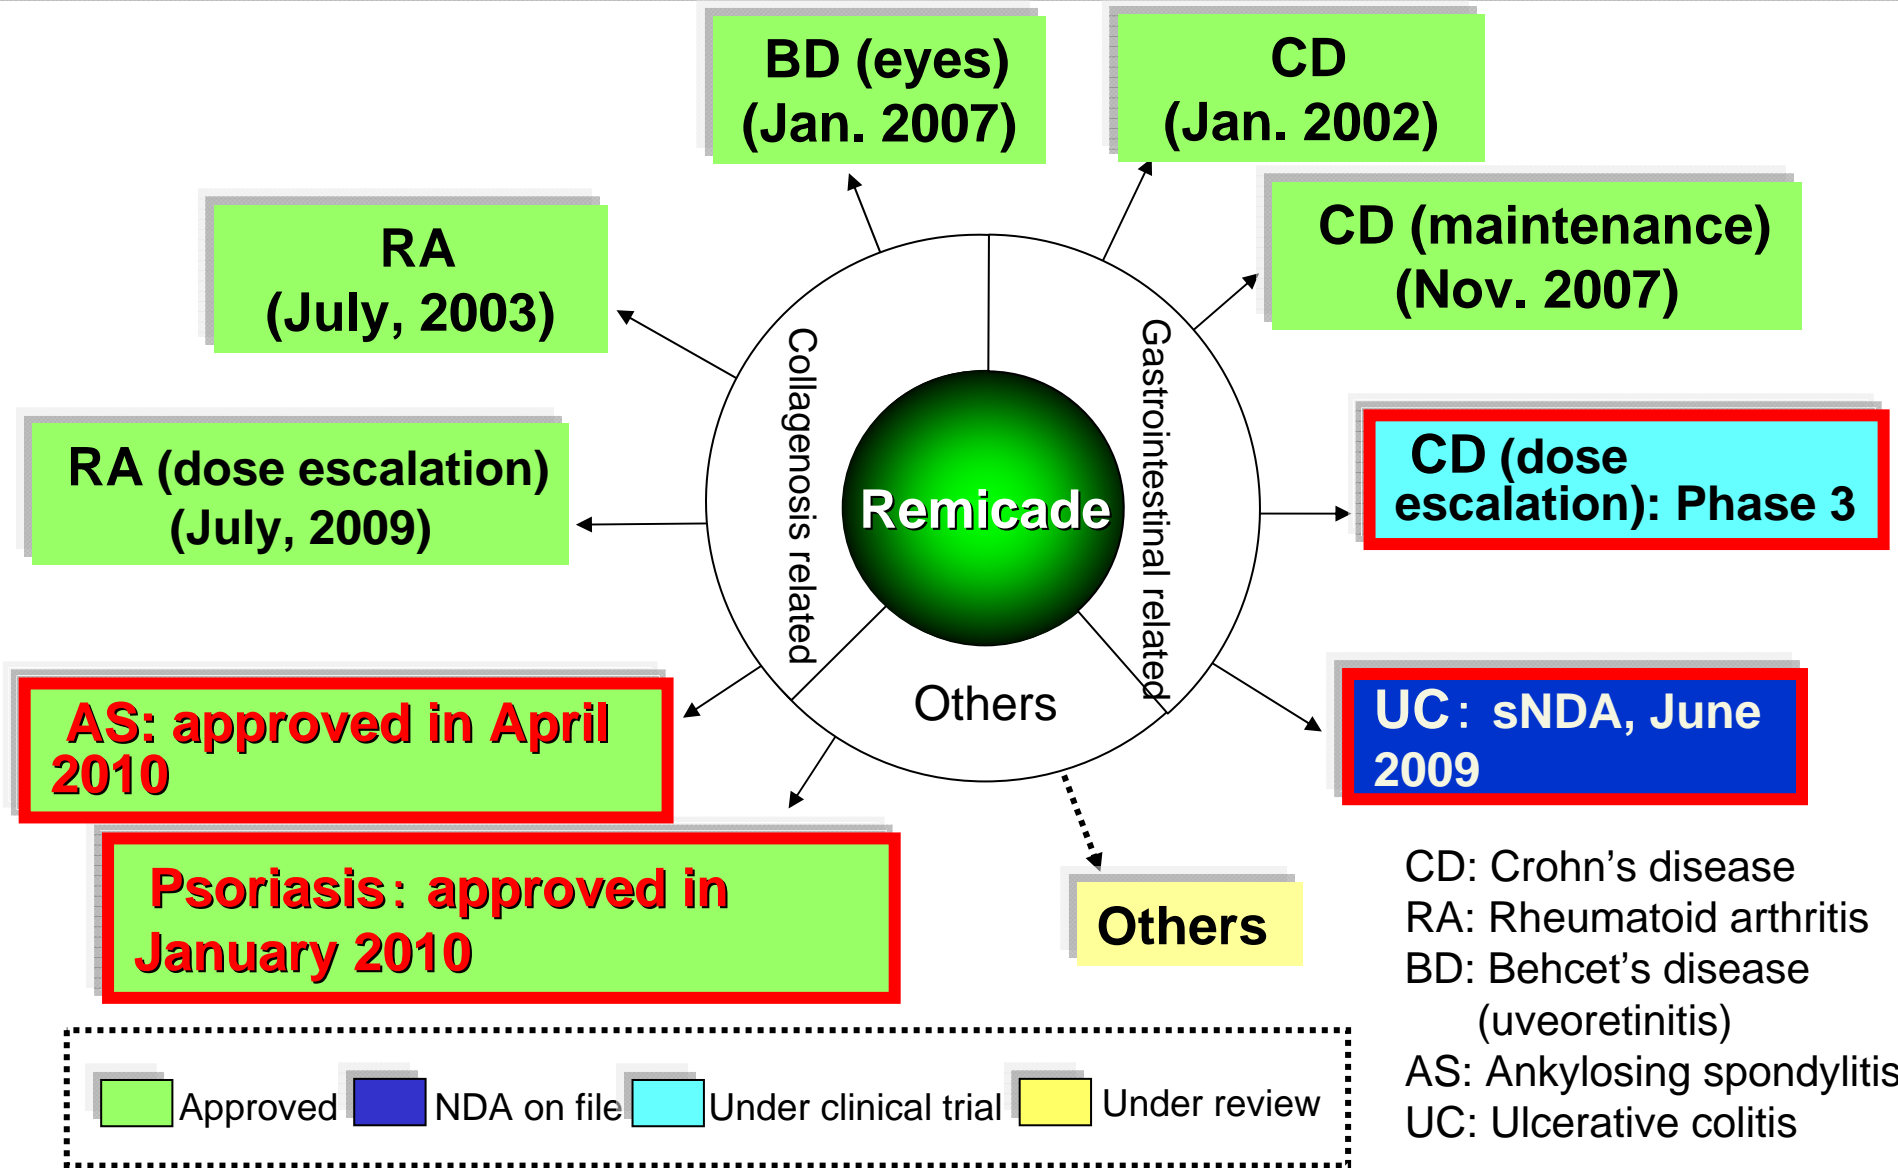 BD (eyes)
(Jan. 2007)
CD
(Jan. 2002)
RA
(July, 2003)
CD (maintenance)
(Nov. 2007)
RA (dose escalation)
(July, 2009)
CD (dose
escalation): Phase 3
Collagenosis related
Gastrointestinal related
Remicade
Others
AS: approved in April
2010
UC: sNDA, June
2009
Psoriasis: approved in
January 2010
Others
CD: Crohn’s disease
RA: Rheumatoid arthritis
BD: Behcet’s disease
(uveoretinitis)
AS: Ankylosing spondylitis
UC: Ulcerative colitis
Approved
NDA on file
Under clinical trial
Under review